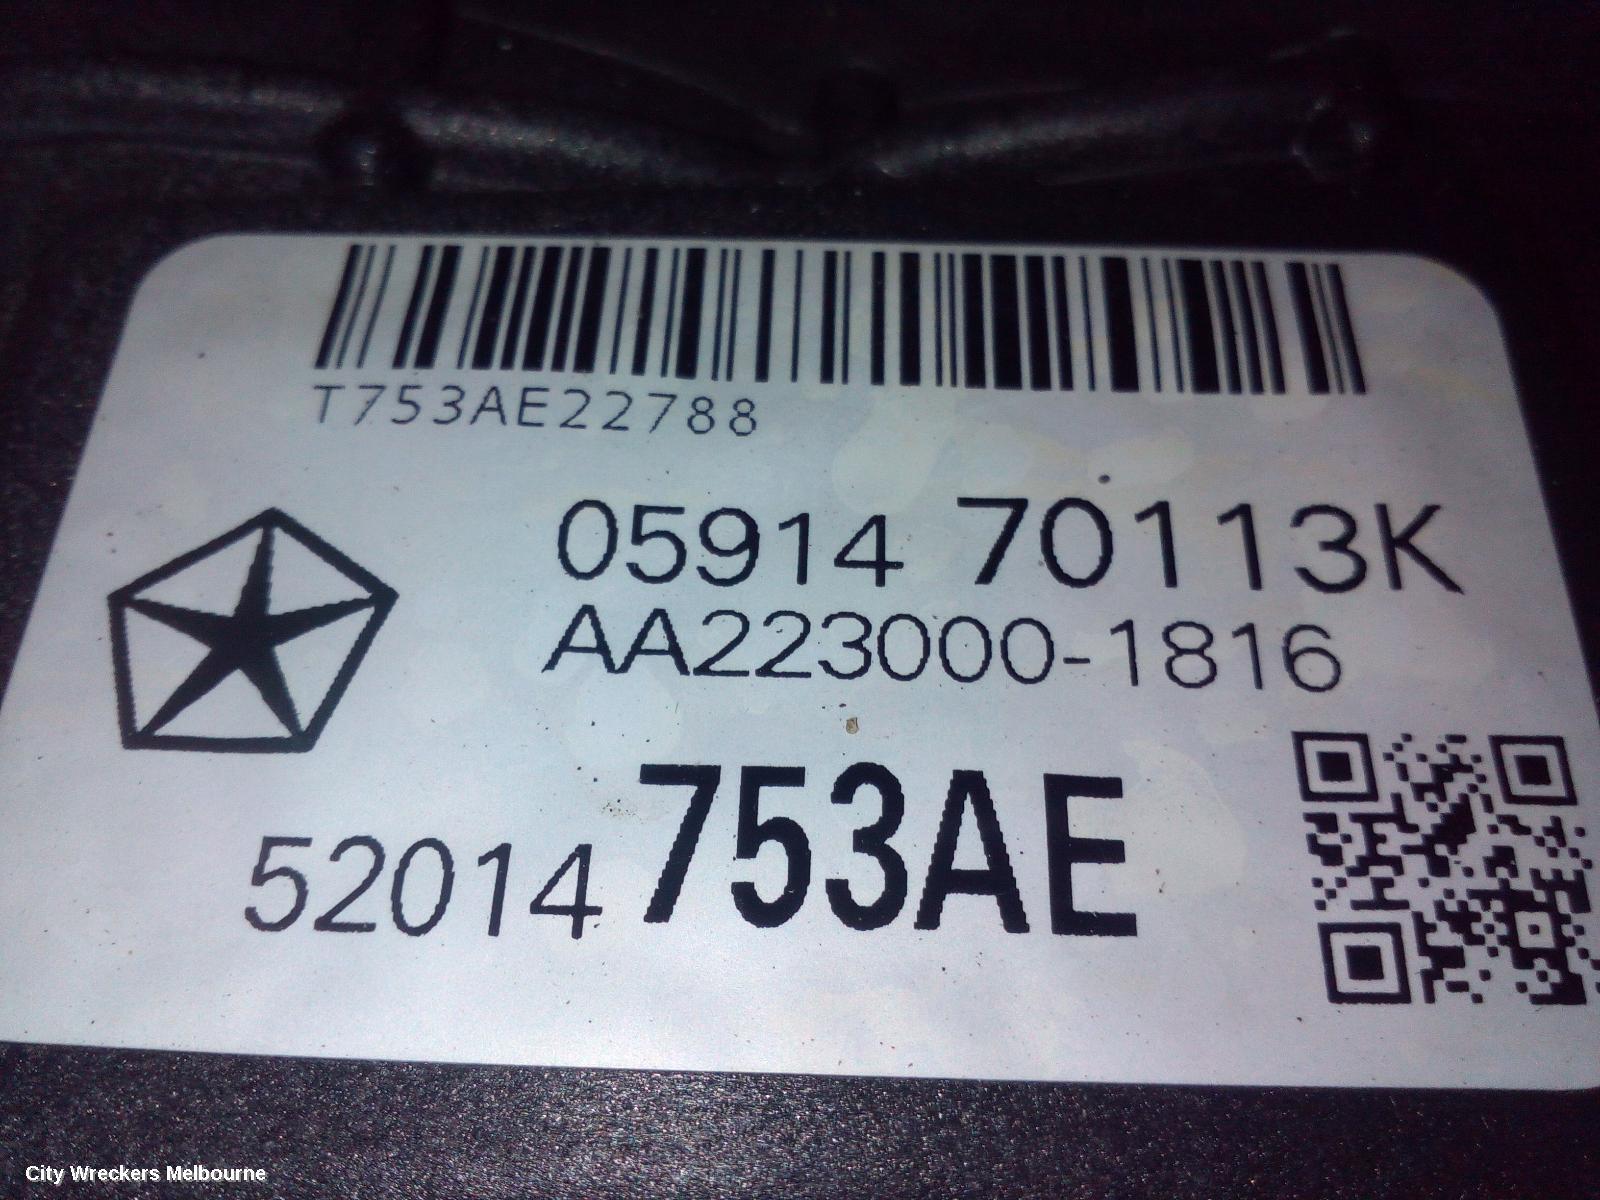 T753AE22788
05914 70113K
AA223000-1816
52014 753AE
City Wreckers Melbourne